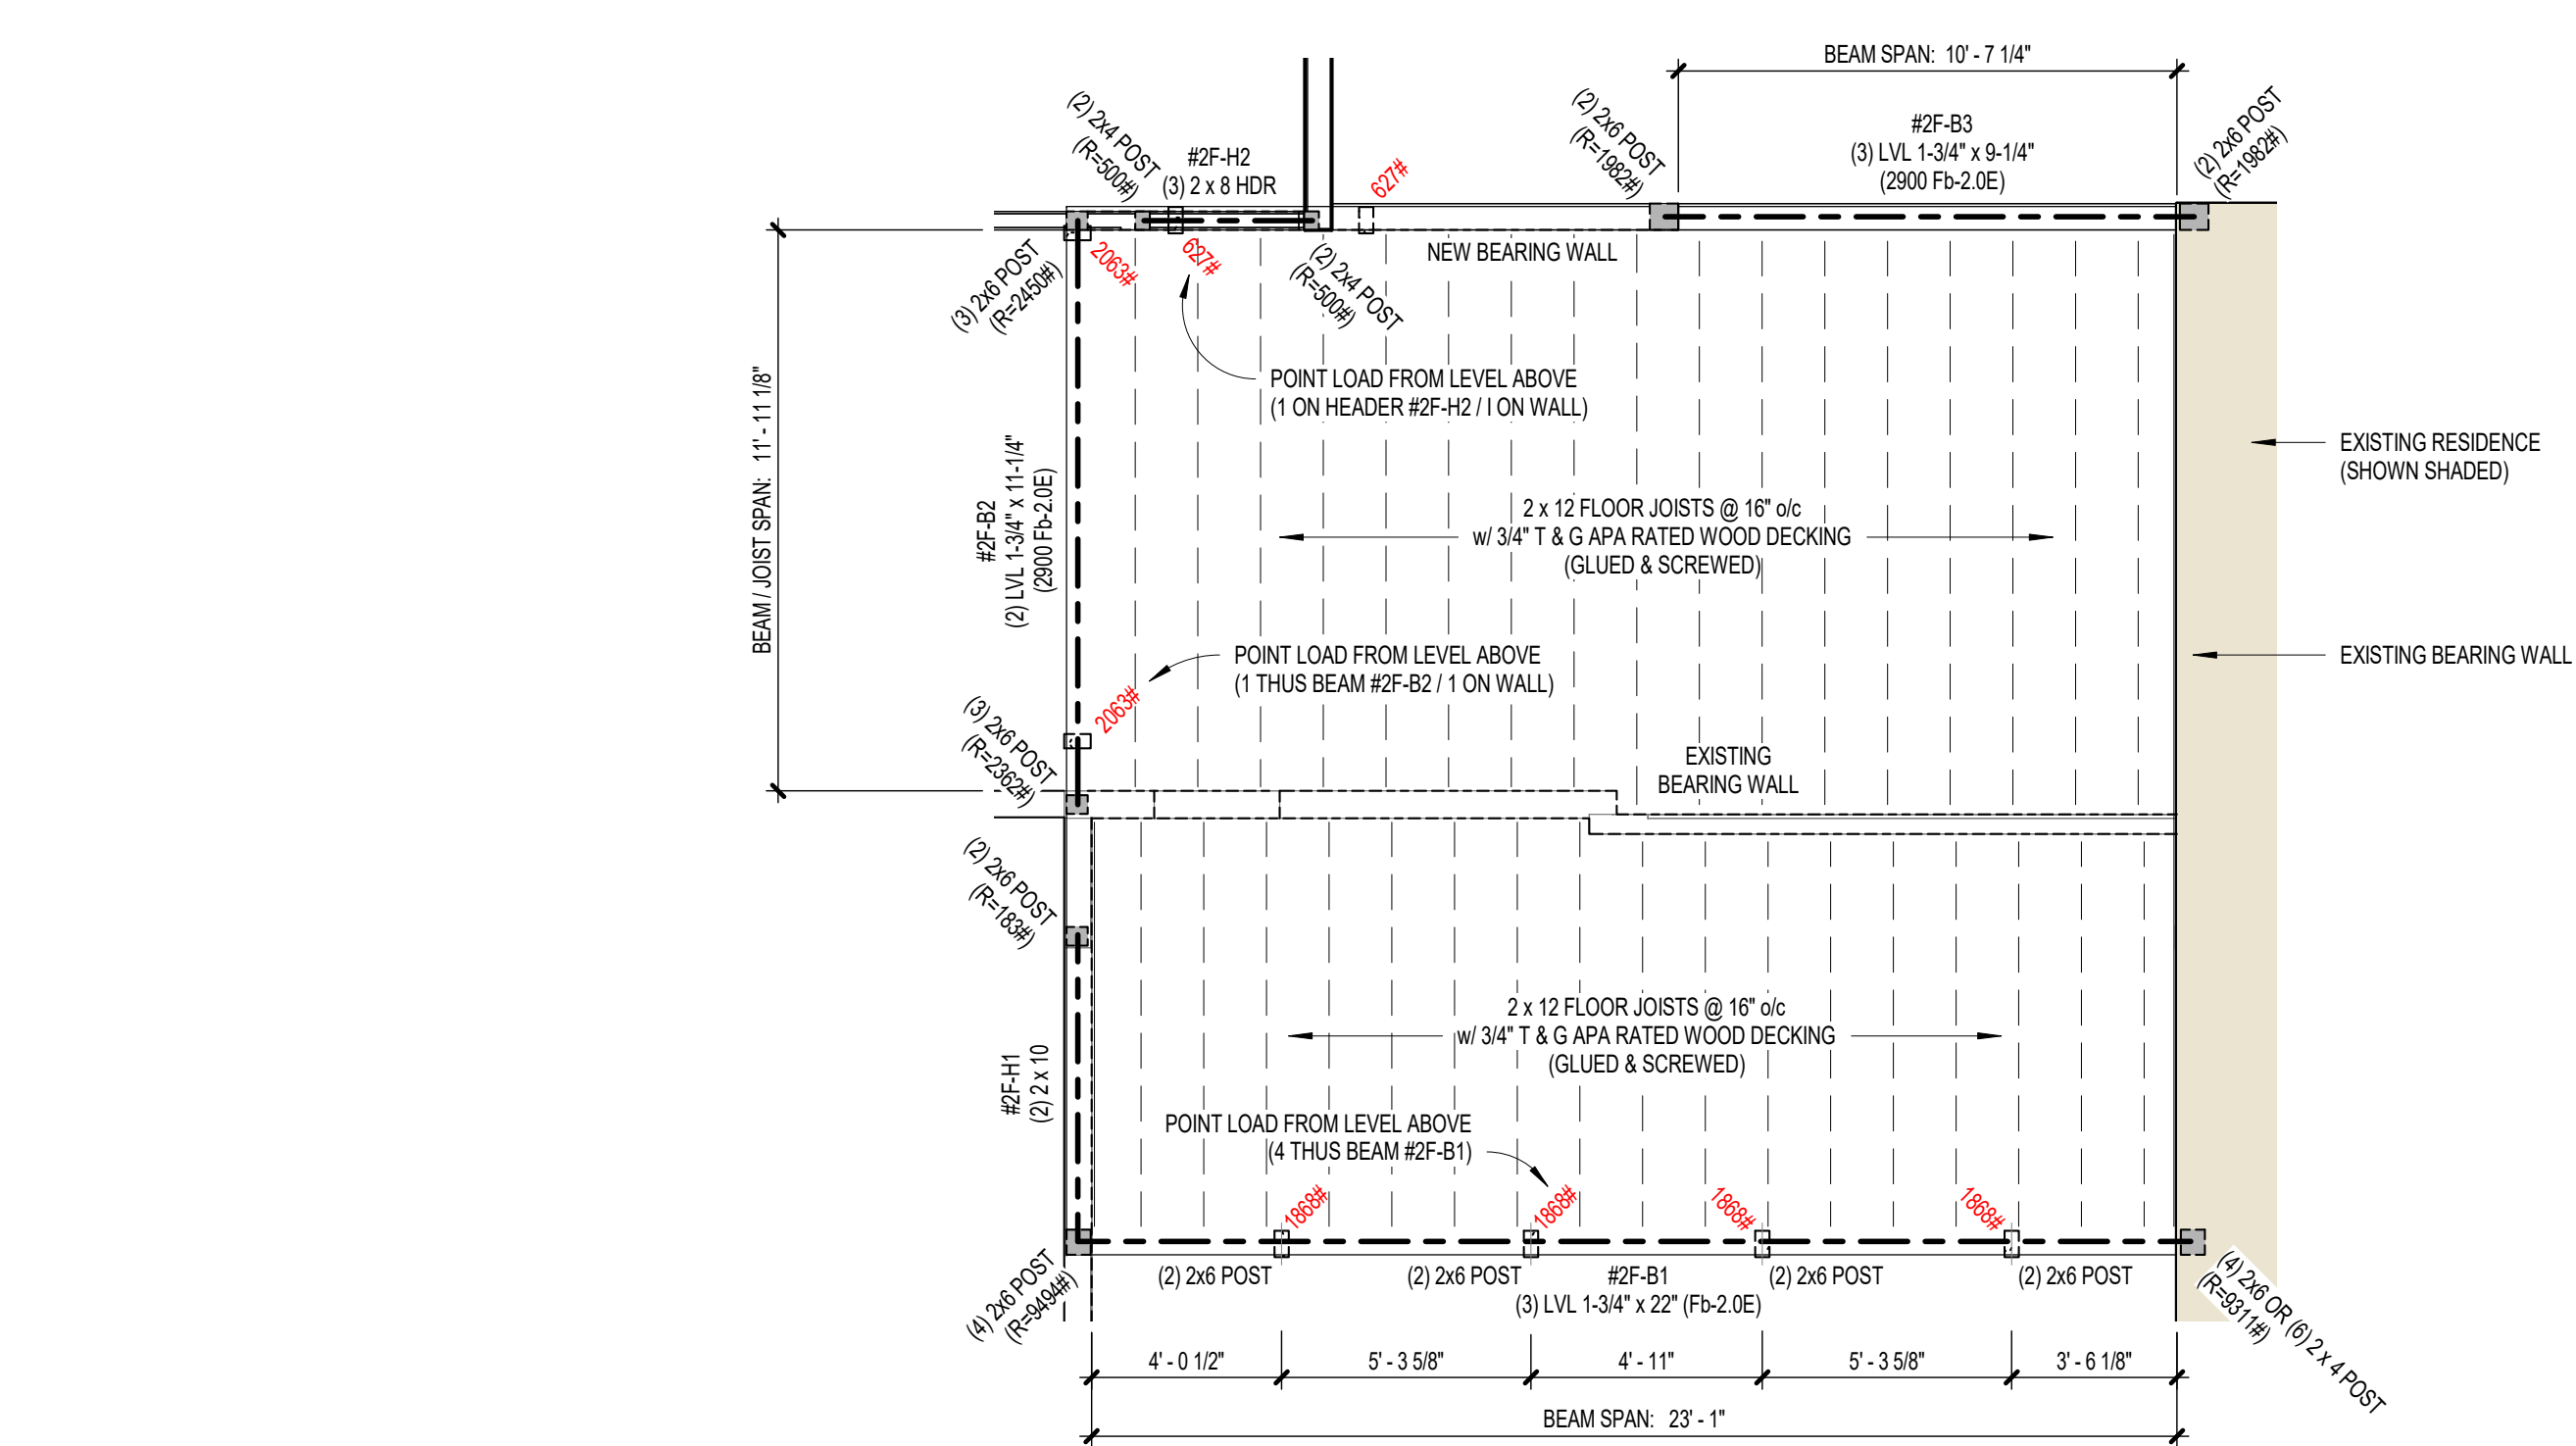 BEAM SPAN: 10' - 7 1/4"
(2) 2x4 POST
(R=500#)
#2F-H2
(3) 2 x 8 HDR
627#
(2) 2x6 POST
(R=1982#)
#2F-B3
(3) LVL 1-3/4" x 9-1/4"
(2900 Fb-2.0E)
(2) 2x6 POST
(R=1982#)
(3) 2x6 POST
(R=2450#)
2063#
627#
(2) 2x4 POST
(R=500#)
NEW BEARING WALL
POINT LOAD FROM LEVEL ABOVE
(1 ON HEADER #2F-H2 / I ON WALL)
BEAM / JOIST SPAN: 11' - 11 1/8"
#2F-B2
(2) LVL 1-3/4" x 11-1/4"
(2900 Fb-2.0E)
EXISTING RESIDENCE
(SHOWN SHADED)
2 x 12 FLOOR JOISTS @ 16" o/c
w/ 3/4" T & G APA RATED WOOD DECKING
(GLUED & SCREWED)
POINT LOAD FROM LEVEL ABOVE
(1 THUS BEAM #2F-B2 / 1 ON WALL)
2063#
EXISTING BEARING WALL
(3) 2x6 POST
(R=2362#)
EXISTING
BEARING WALL
(2) 2x6 POST
(R=183#)
#2F-H1
(2) 2 x 10
2 x 12 FLOOR JOISTS @ 16" o/c
w/ 3/4" T & G APA RATED WOOD DECKING
(GLUED & SCREWED)
POINT LOAD FROM LEVEL ABOVE
(4 THUS BEAM #2F-B1)
1868#
1868#
1868#
1868#
(4) 2x6 POST
(R=9494#)
(2) 2x6 POST
(2) 2x6 POST
#2F-B1
(3) LVL 1-3/4" x 22" (Fb-2.0E)
(2) 2x6 POST
(2) 2x6 POST
(4) 2x6 OR (6) 2 x 4 POST
(R=9311#)
4' - 0 1/2"
5' - 3 5/8"
4' - 11"
5' - 3 5/8"
3' - 6 1/8"
BEAM SPAN: 23' - 1"